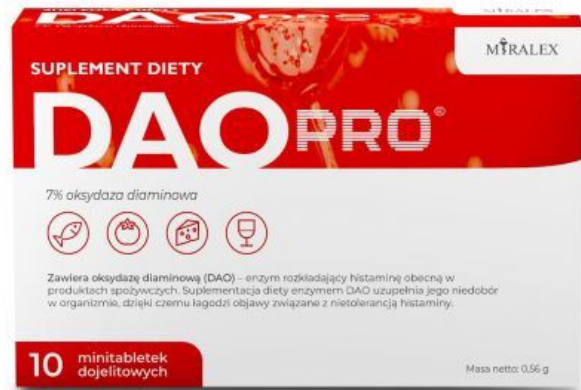 SUPLEMENT DIETY
MIRALEX
DAOPRO®
7% oksydaza diaminowa
Zawiera oksydazę diaminową (DAO) – enzym rozkładający histaminę obecną w
produktach spożywczych. Suplementacja diety enzymem DAO uzupełnia jego niedobór
w organizmie, dzięki czemu łagodzi objawy związane z nietolerancją histaminy.
10 minitabletek
dojelitowych
Masa netto: 0,56 g